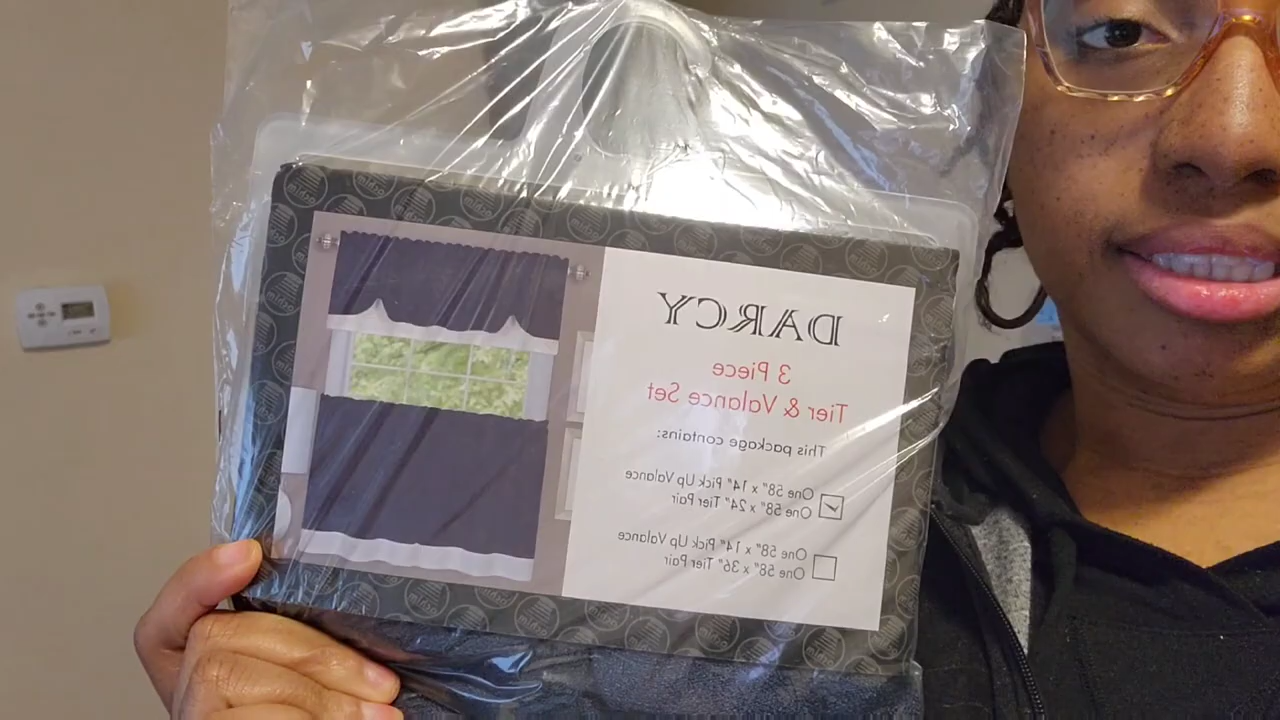 DARCY
3 Piece
Tier & Valance Set
This package contains:
One 58" x 14" Pick Up Valance
One 58" x 24" Tier Pair
One 58" x 14" Pick Up Valance
One 58" x 36" Tier Pair